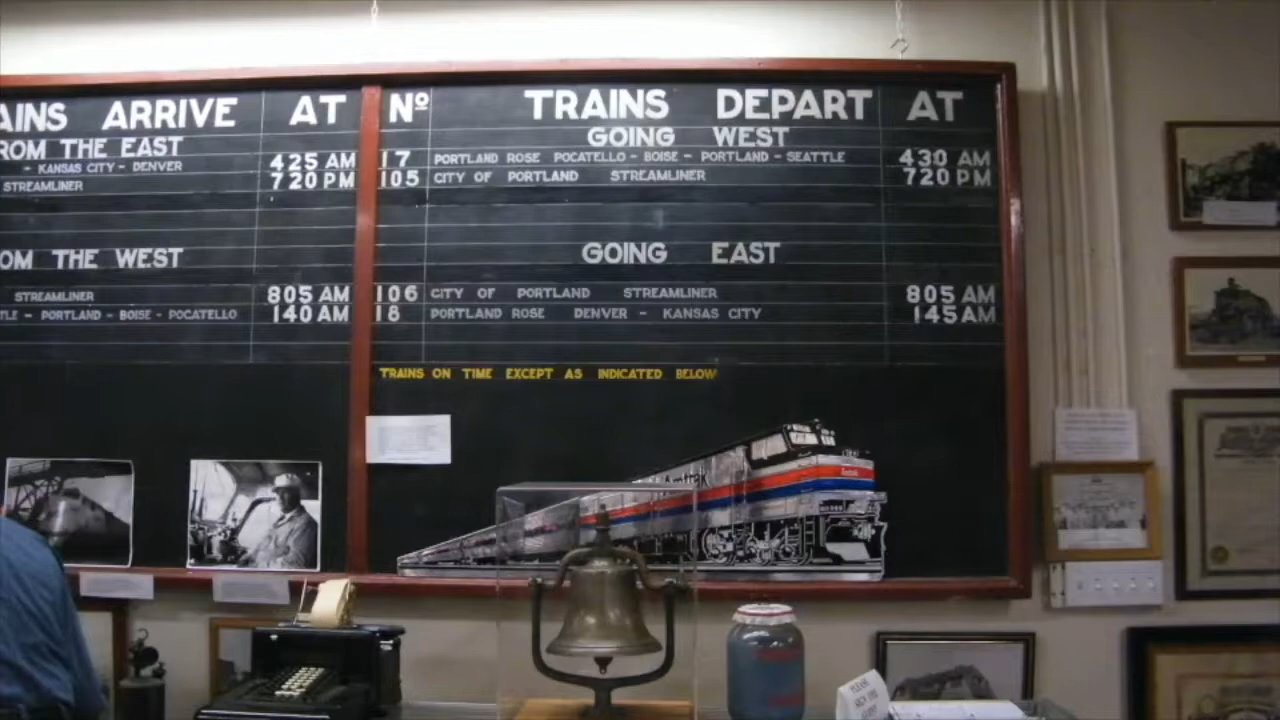 AINS ARRIVE AT
ROM THE EAST
- KANSAS CITY - DENVER 425 AM
STREAMLINER 720 PM
OM THE WEST
STREAMLINER 805 AM
TLE - PORTLAND - BOISE - POCATELLO 140 AM
Nº TRAINS DEPART AT
GOING WEST
17 PORTLAND ROSE POCATELLO - BOISE - PORTLAND - SEATTLE 430 AM
105 CITY OF PORTLAND STREAMLINER 720 PM
GOING EAST
106 CITY OF PORTLAND STREAMLINER 805 AM
18 PORTLAND ROSE DENVER - KANSAS CITY 145 AM
TRAINS ON TIME EXCEPT AS INDICATED BELOW
Amtrak
PLEASE